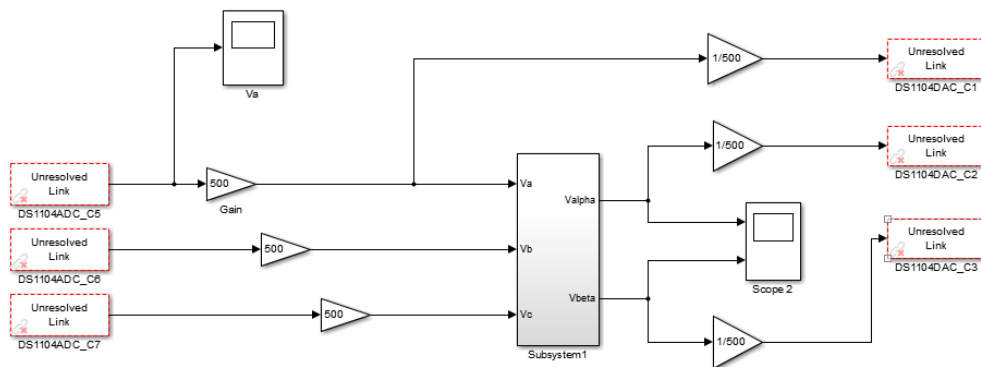 Va
1/500
Unresolved
Link
DS1104DAC_C1
1/500
Unresolved
Link
DS1104DAC_C2
Unresolved
Link
DS1104ADC_C5
500
Gain
Va
Valpha
Unresolved
Link
DS1104ADC_C6
500
Vb
Scope 2
Unresolved
Link
DS1104DAC_C3
Unresolved
Link
DS1104ADC_C7
500
Vc
Vbeta
Subsystem1
1/500